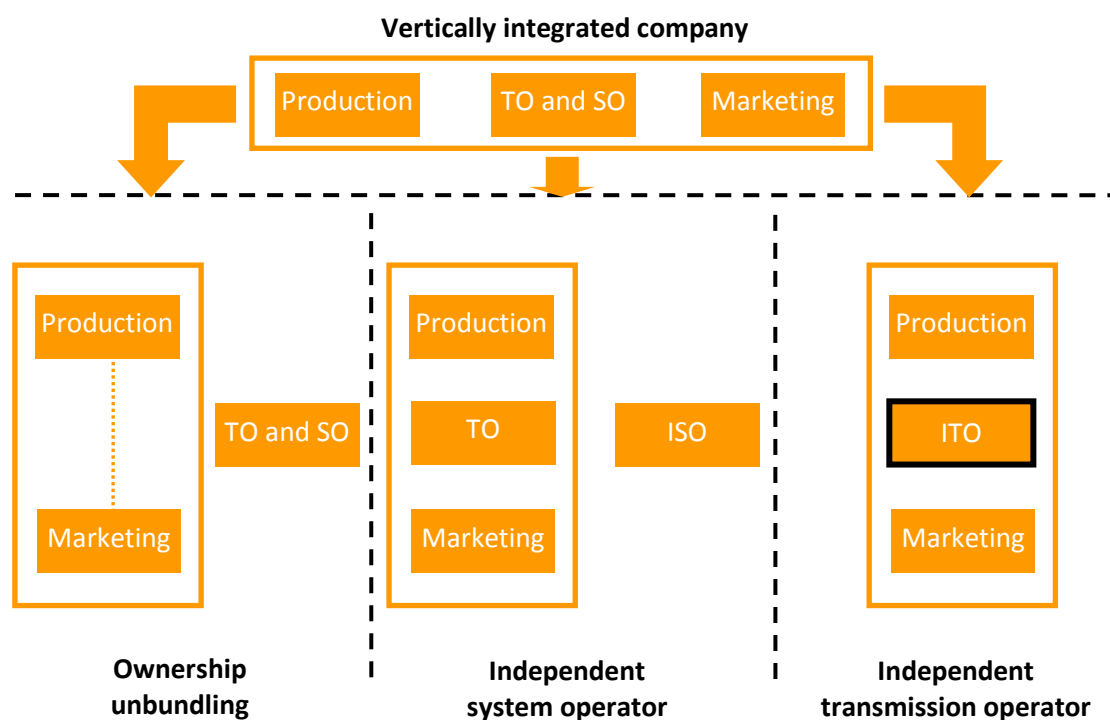 Vertically integrated company
Production
TO and SO
Marketing
Production
Marketing
TO and SO
Ownership
unbundling
Production
TO
Marketing
ISO
Independent
system operator
Production
ITO
Marketing
Independent
transmission operator